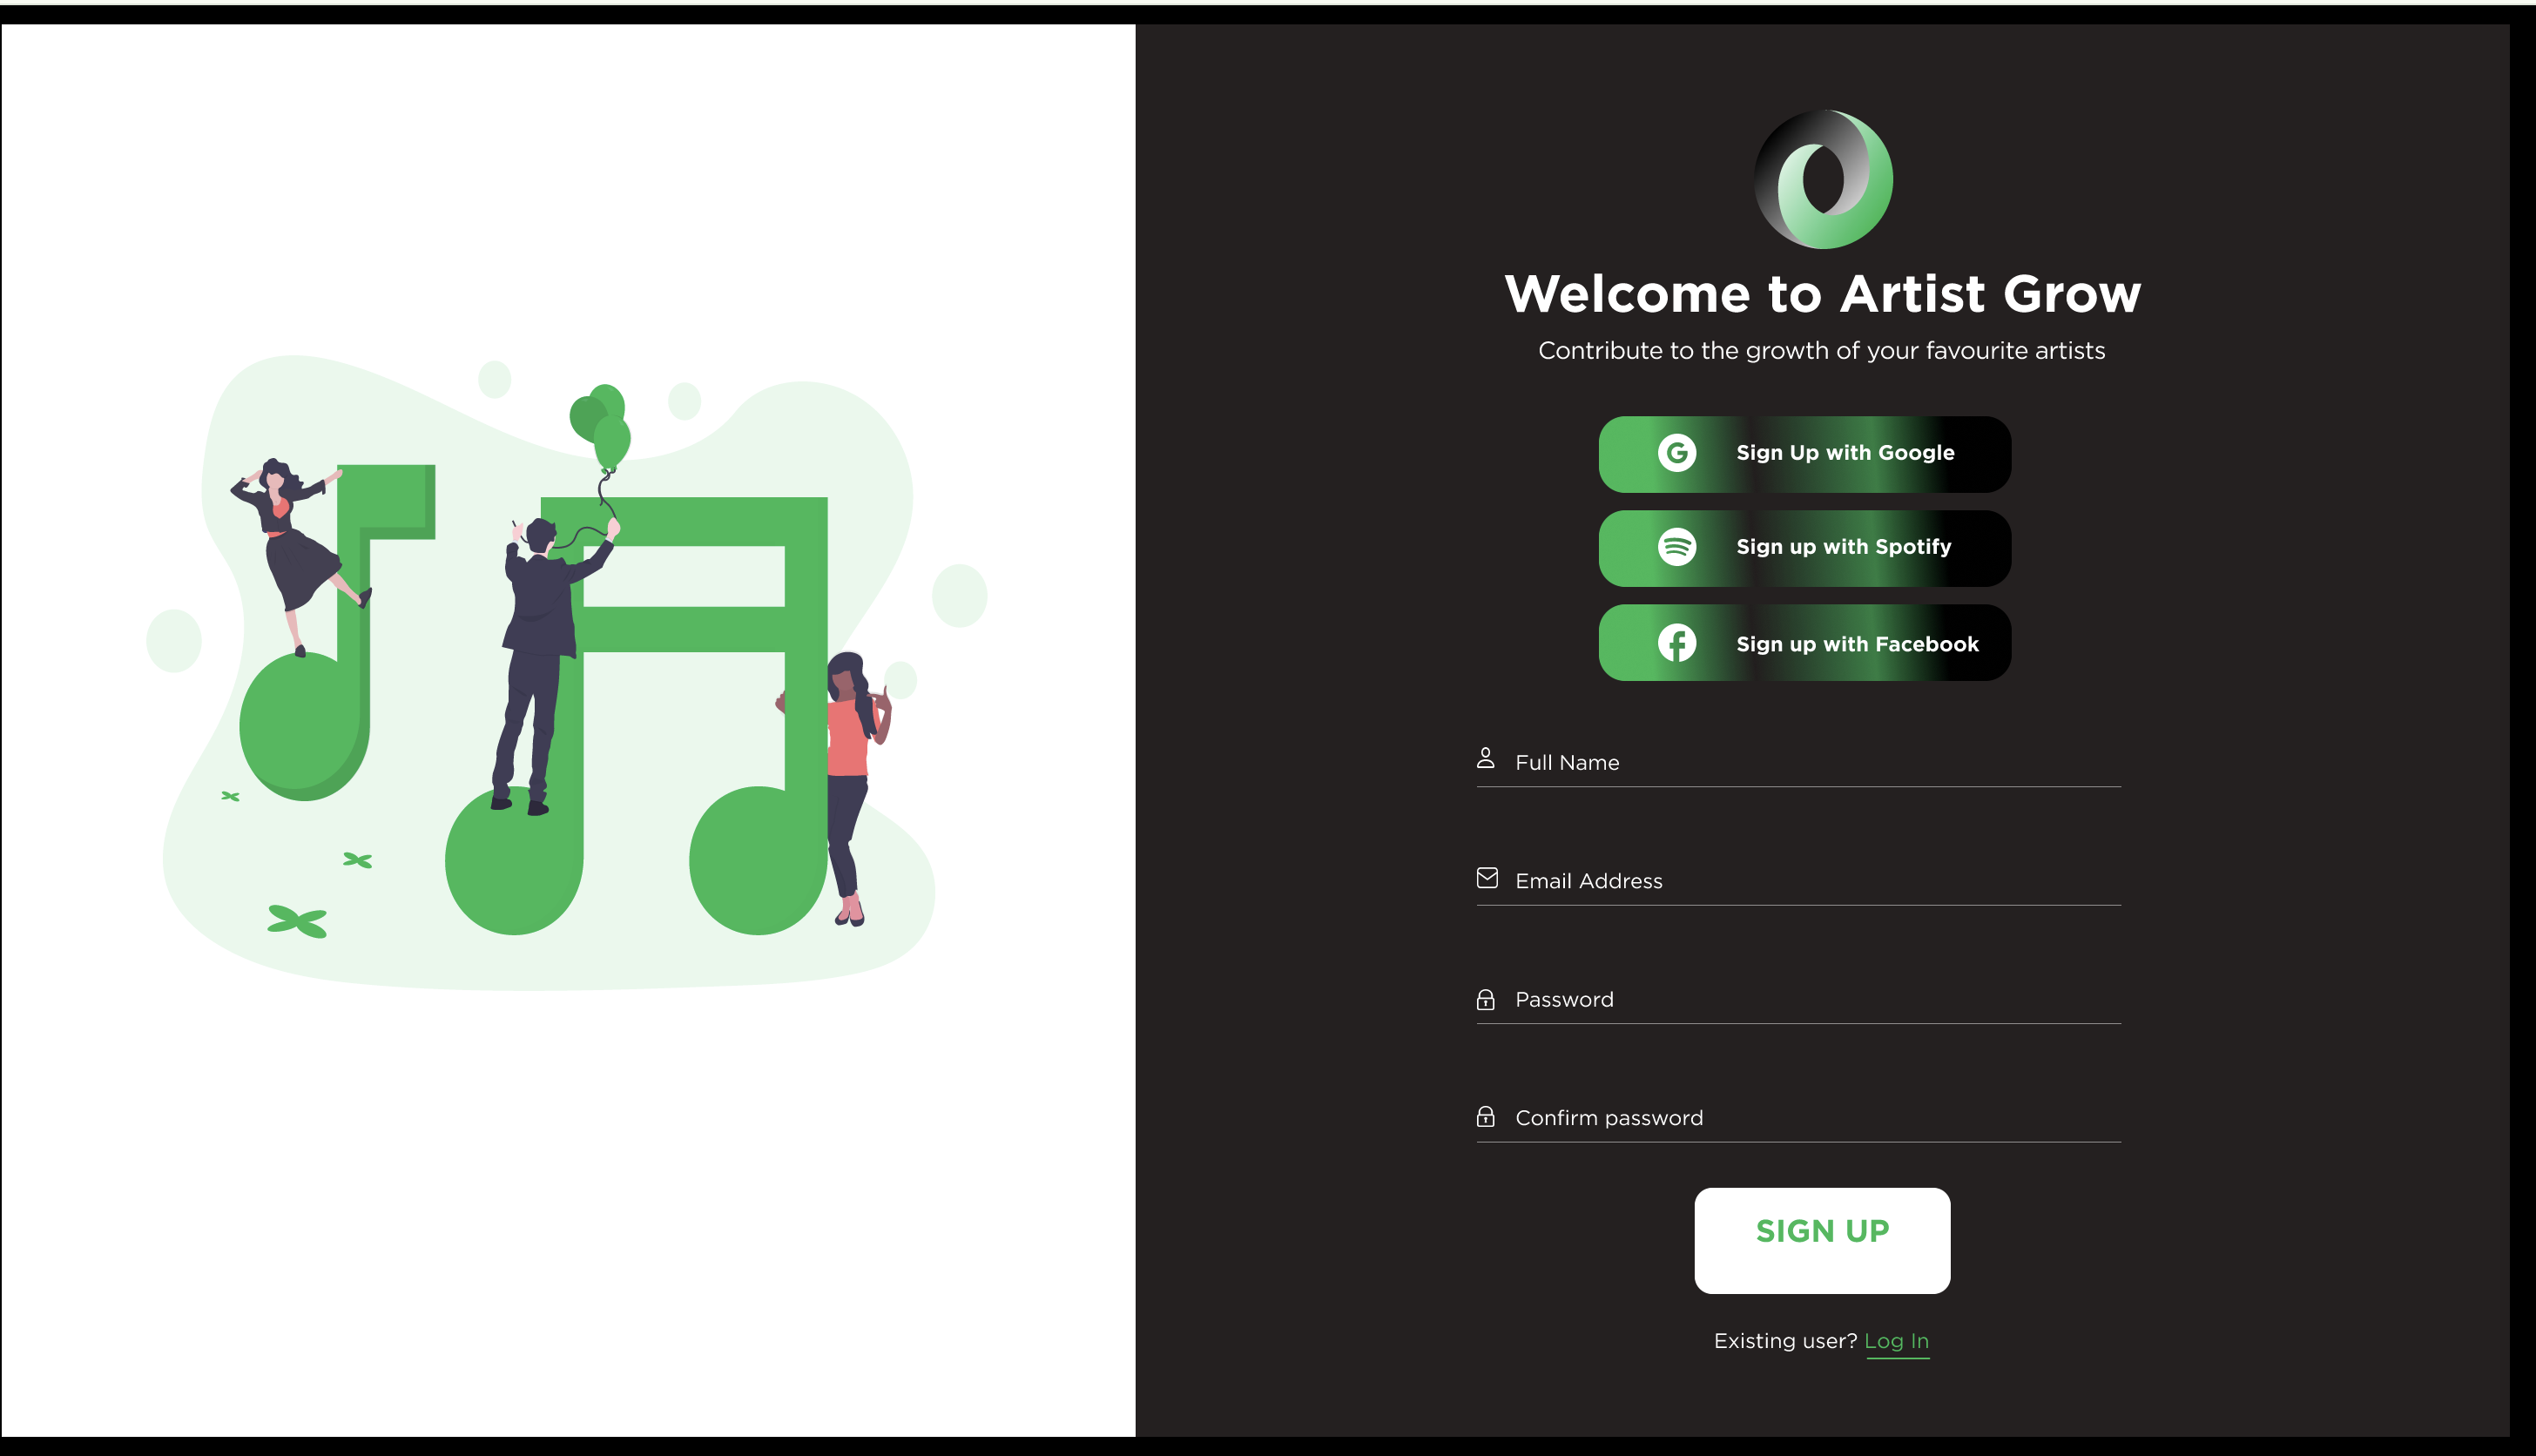 Welcome to Artist Grow
Contribute to the growth of your favourite artists
Sign Up with Google
Sign up with Spotify
Sign up with Facebook
Full Name
Email Address
Password
Confirm password
SIGN UP
Existing user? Log In